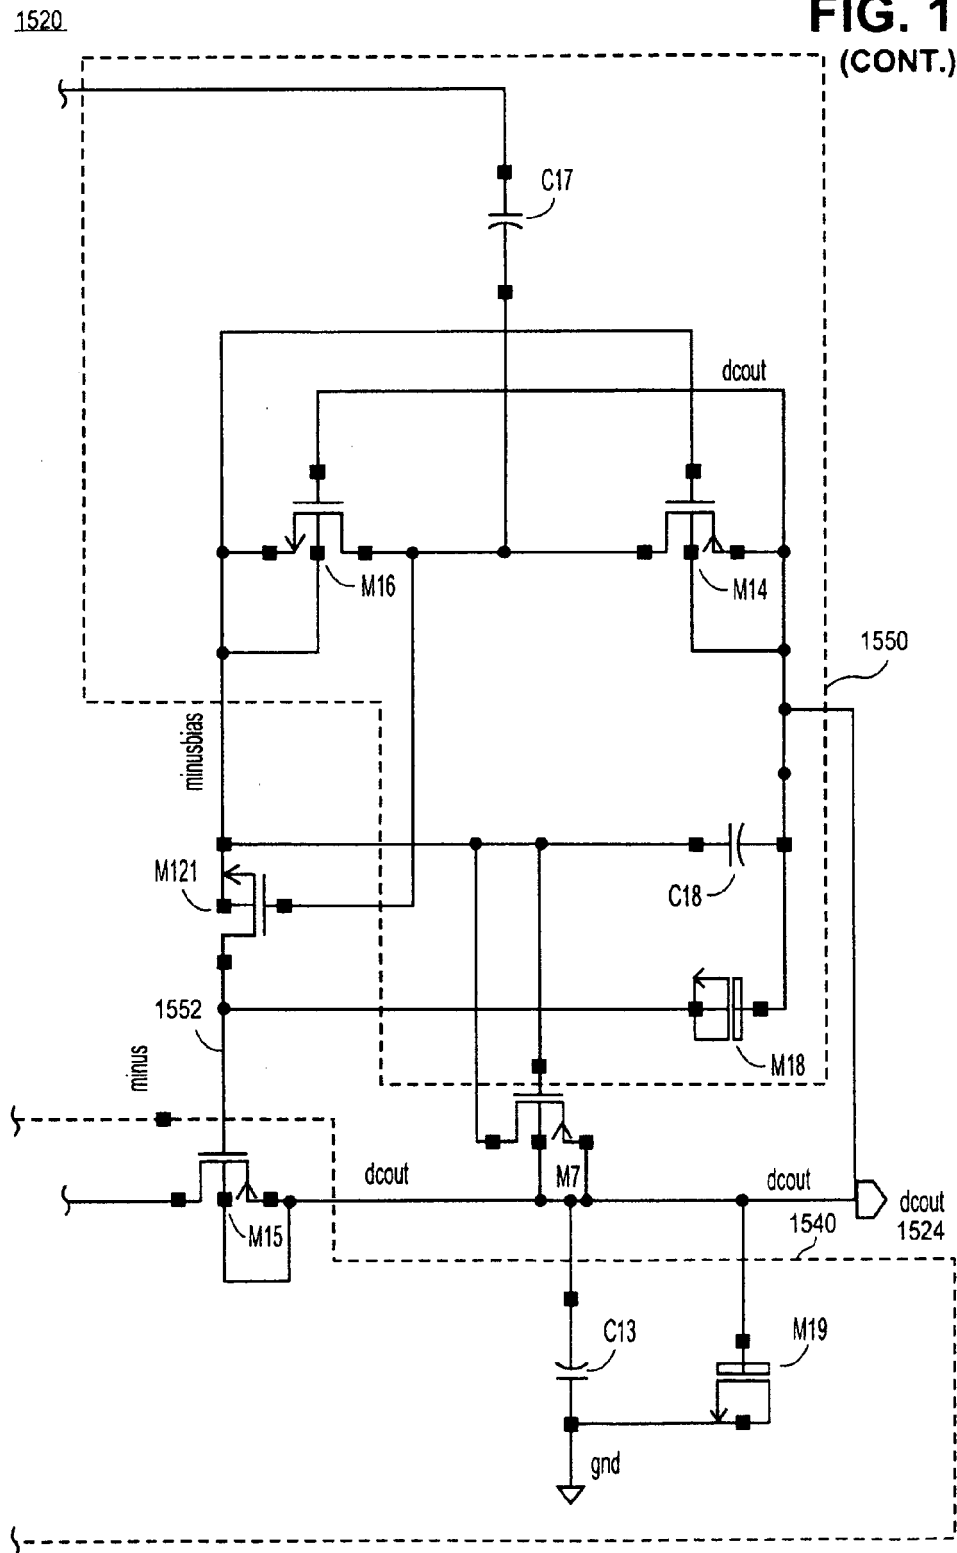 1520
FIG. 1
(CONT.)
C17
dcout
M16
M14
1550
minusbias
M121
C18
1552
minus
M18
dcout
M7
dcout
dcout
1524
M15
1540
C13
M19
gnd